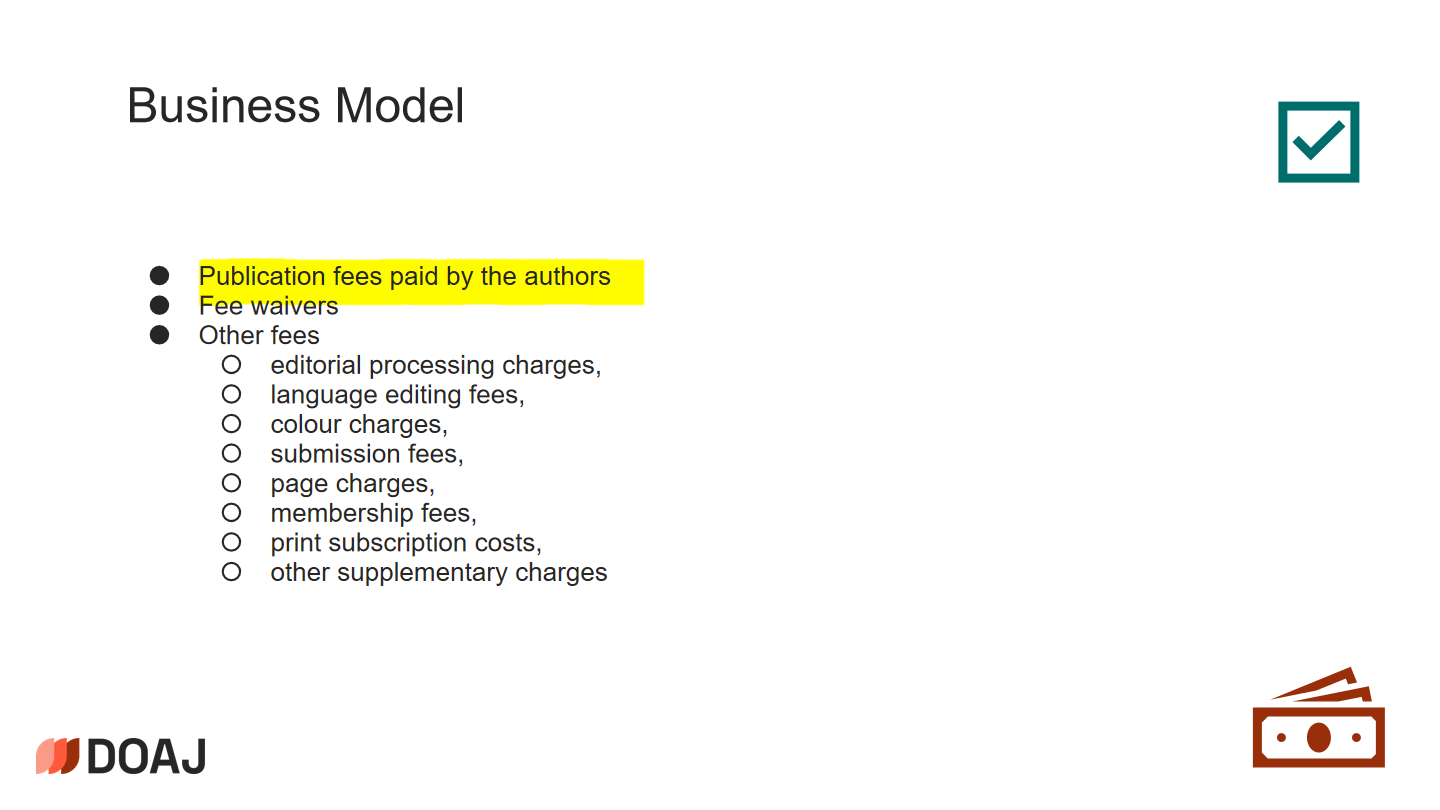 Business Model
● Publication fees paid by the authors
● Fee waivers
● Other fees
○ editorial processing charges,
○ language editing fees,
○ colour charges,
○ submission fees,
○ page charges,
○ membership fees,
○ print subscription costs,
○ other supplementary charges
DOAJ